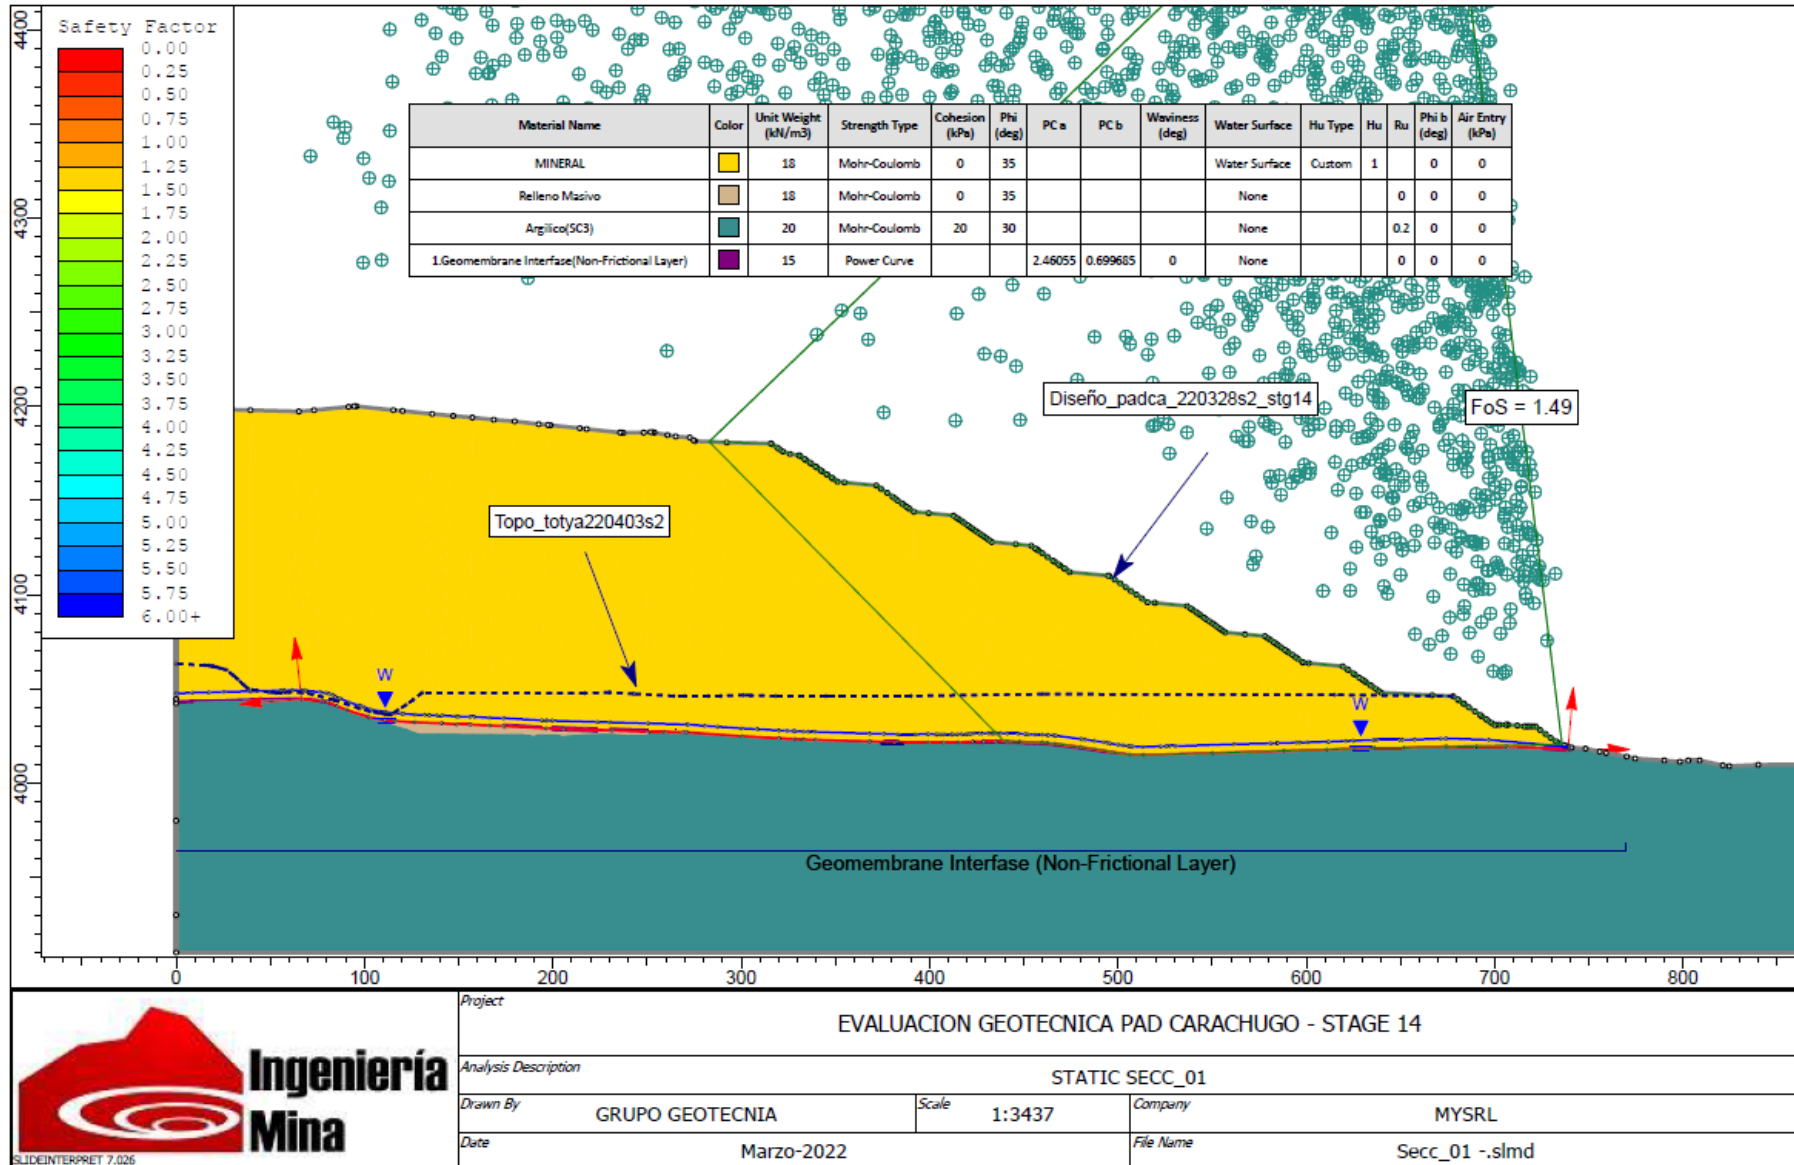 Safety Factor
0.00
0.25
0.50
0.75
1.00
1.25
1.50
1.75
2.00
2.25
2.50
2.75
3.00
3.25
3.50
3.75
4.00
4.25
4.50
4.75
5.00
5.25
5.50
5.75
6.00+
4400
4300
4200
4100
4000
Material Name Color Unit Weight (kN/m3) Strength Type Cohesion (kPa) Phi (deg) PC a PC b Waviness (deg) Water Surface Hu Type Hu Ru Phi b (deg) Air Entry (kPa)
MINERAL 18 Mohr-Coulomb 0 35 Water Surface Custom 1 0 0
Relleno Masivo 18 Mohr-Coulomb 0 35 None 0 0 0
Argilico(SC3) 20 Mohr-Coulomb 20 30 None 0.2 0 0
1.Geomembrane Interfase(Non-Frictional Layer) 15 Power Curve 2.46055 0.699685 0 None 0 0 0
Diseño_padca_220328s2_stg14
FoS = 1.49
Topo_totya220403s2
W
W
Geomembrane Interfase (Non-Frictional Layer)
0 100 200 300 400 500 600 700 800
Ingeniería
Mina
SLIDEINTERPRET 7.026
Project
EVALUACION GEOTECNICA PAD CARACHUGO - STAGE 14
Analysis Description
STATIC SECC_01
Drawn By GRUPO GEOTECNIA Scale 1:3437 Company MYSRL
Date Marzo-2022 File Name Secc_01 -.slmd